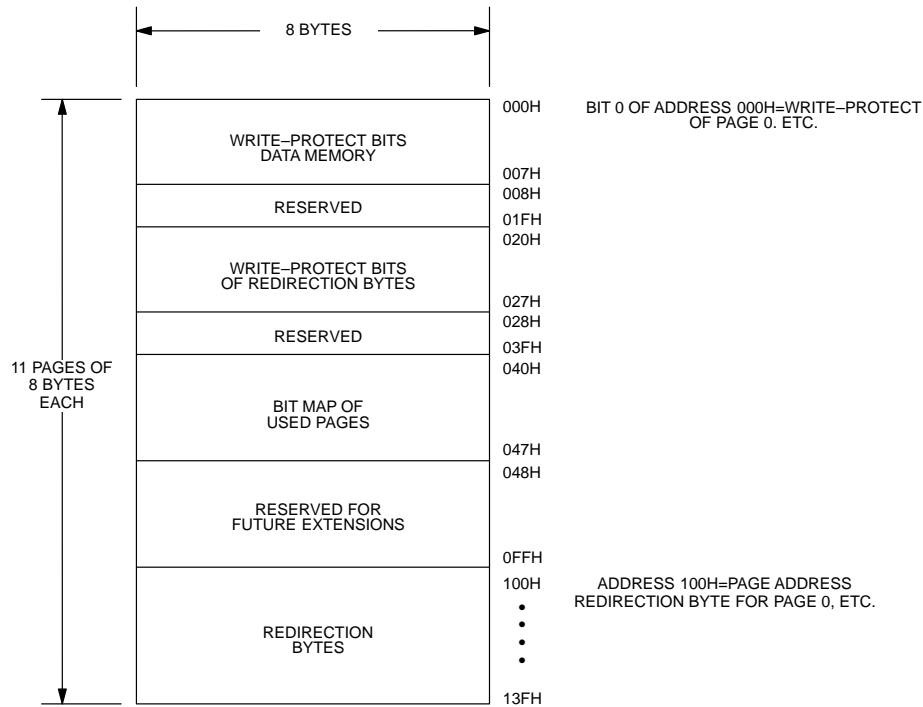 8 BYTES
000H
BIT 0 OF ADDRESS 000H=WRITE–PROTECT
OF PAGE 0. ETC.
WRITE–PROTECT BITS
DATA MEMORY
007H
008H
RESERVED
01FH
020H
WRITE–PROTECT BITS
OF REDIRECTION BYTES
027H
028H
RESERVED
03FH
11 PAGES OF
8 BYTES
EACH
040H
BIT MAP OF
USED PAGES
047H
048H
RESERVED FOR
FUTURE EXTENSIONS
0FFH
100H
ADDRESS 100H=PAGE ADDRESS
REDIRECTION BYTE FOR PAGE 0, ETC.
REDIRECTION
BYTES
13FH